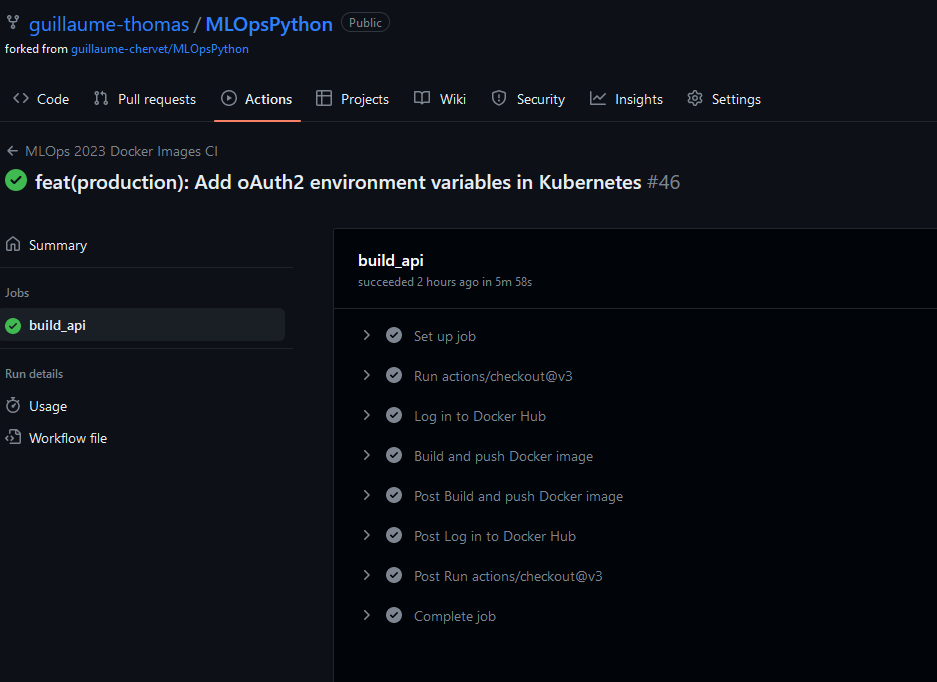 guillaume-thomas / MLOpsPython Public
forked from guillaume-chervet/MLOpsPython
Code Pull requests Actions Projects Wiki Security Insights Settings
MLOps 2023 Docker Images CI
feat(production): Add oAuth2 environment variables in Kubernetes #46
Summary
Jobs
build_api
Run details
Usage
Workflow file
build_api
succeeded 2 hours ago in 5m 58s
Set up job
Run actions/checkout@v3
Log in to Docker Hub
Build and push Docker image
Post Build and push Docker image
Post Log in to Docker Hub
Post Run actions/checkout@v3
Complete job